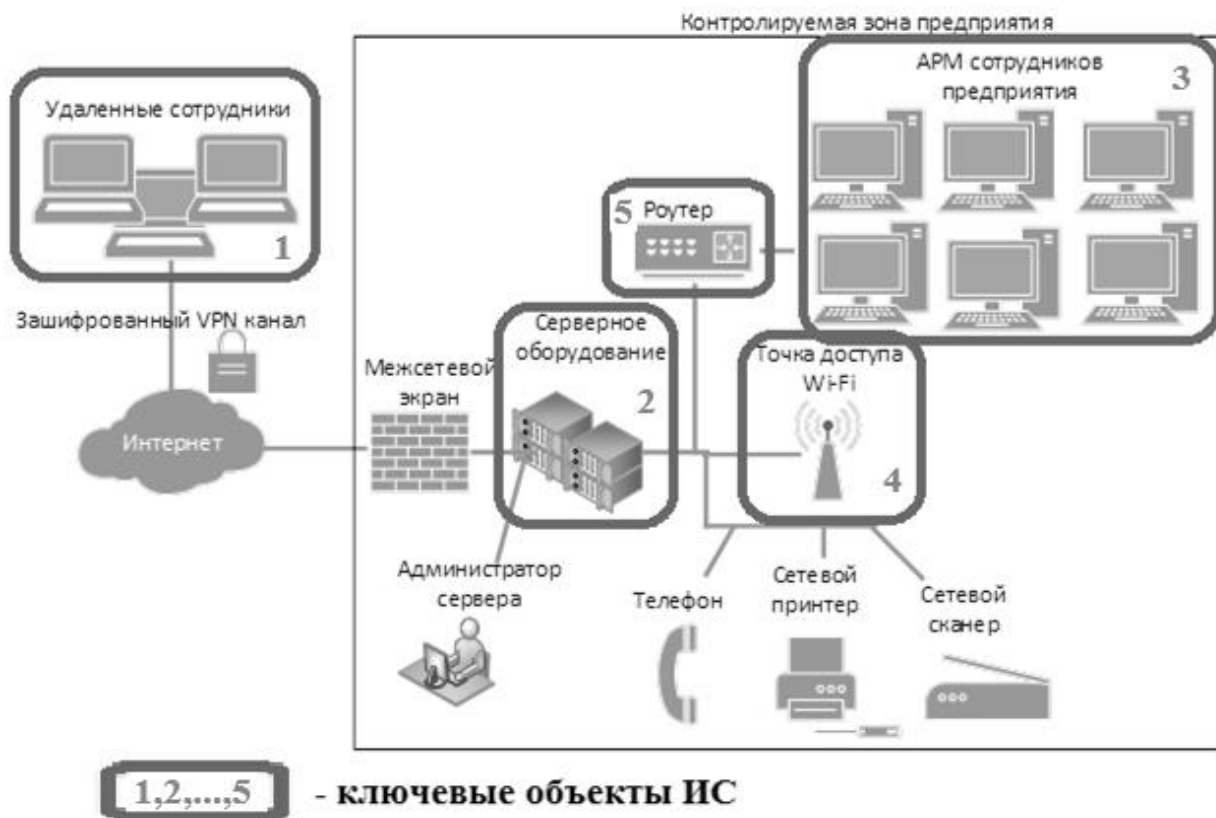 Контролируемая зона предприятия
АРМ сотрудников
предприятия
3
Удаленные сотрудники
1
5
Роутер
Зашифрованный VPN канал
Интернет
Межсетевой
экран
Серверное
оборудование
2
Точка доступа
Wi-Fi
4
Администратор
сервера
Телефон
Сетевой
принтер
Сетевой
сканер
1,2,...,5 - ключевые объекты ИС